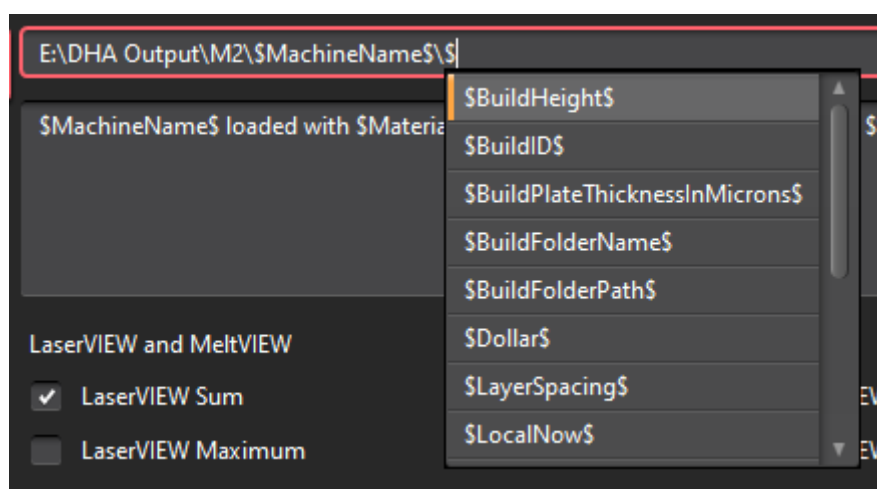 E:\DHA Output\M2\$MachineName$\$
$BuildHeight$
$MachineName$ loaded with
$BuildID$
$BuildPlateThicknessInMicrons$
$BuildFolderName$
$BuildFolderPath$
LaserVIEW and MeltVIEW
$Dollar$
LaserVIEW Sum
$LayerSpacing$
LaserVIEW Maximum
$LocalNow$